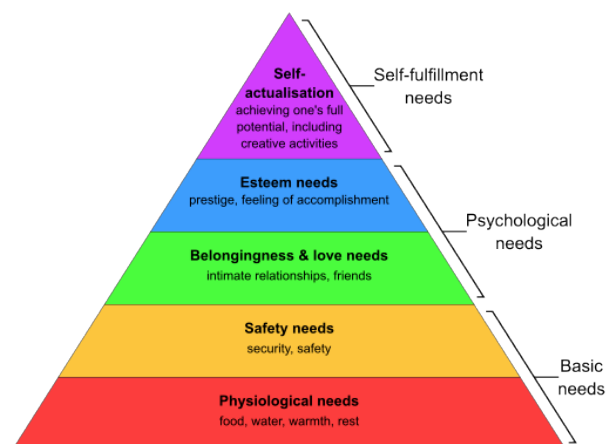 Self-
actualisation
achieving one's full
potential, including
creative activities
Self-fulfillment
needs
Esteem needs
prestige, feeling of accomplishment
Belongingness & love needs
intimate relationships, friends
Psychological
needs
Safety needs
security, safety
Physiological needs
food, water, warmth, rest
Basic
needs